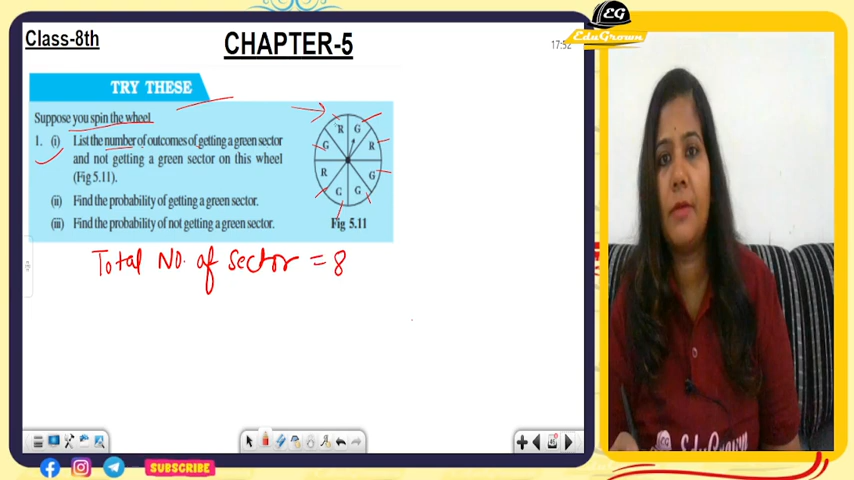 Class-8th
CHAPTER-5
17:52
EG
EduGrown
TRY THESE
Suppose you spin the wheel.
1. (i) List the number of outcomes of getting a green sector
and not getting a green sector on this wheel
(Fig 5.11).
(ii) Find the probability of getting a green sector.
(iii) Find the probability of not getting a green sector.
R G
G R
R G
G G
Fig 5.11
Total No. of sector = 8
EduGrown
SUBSCRIBE